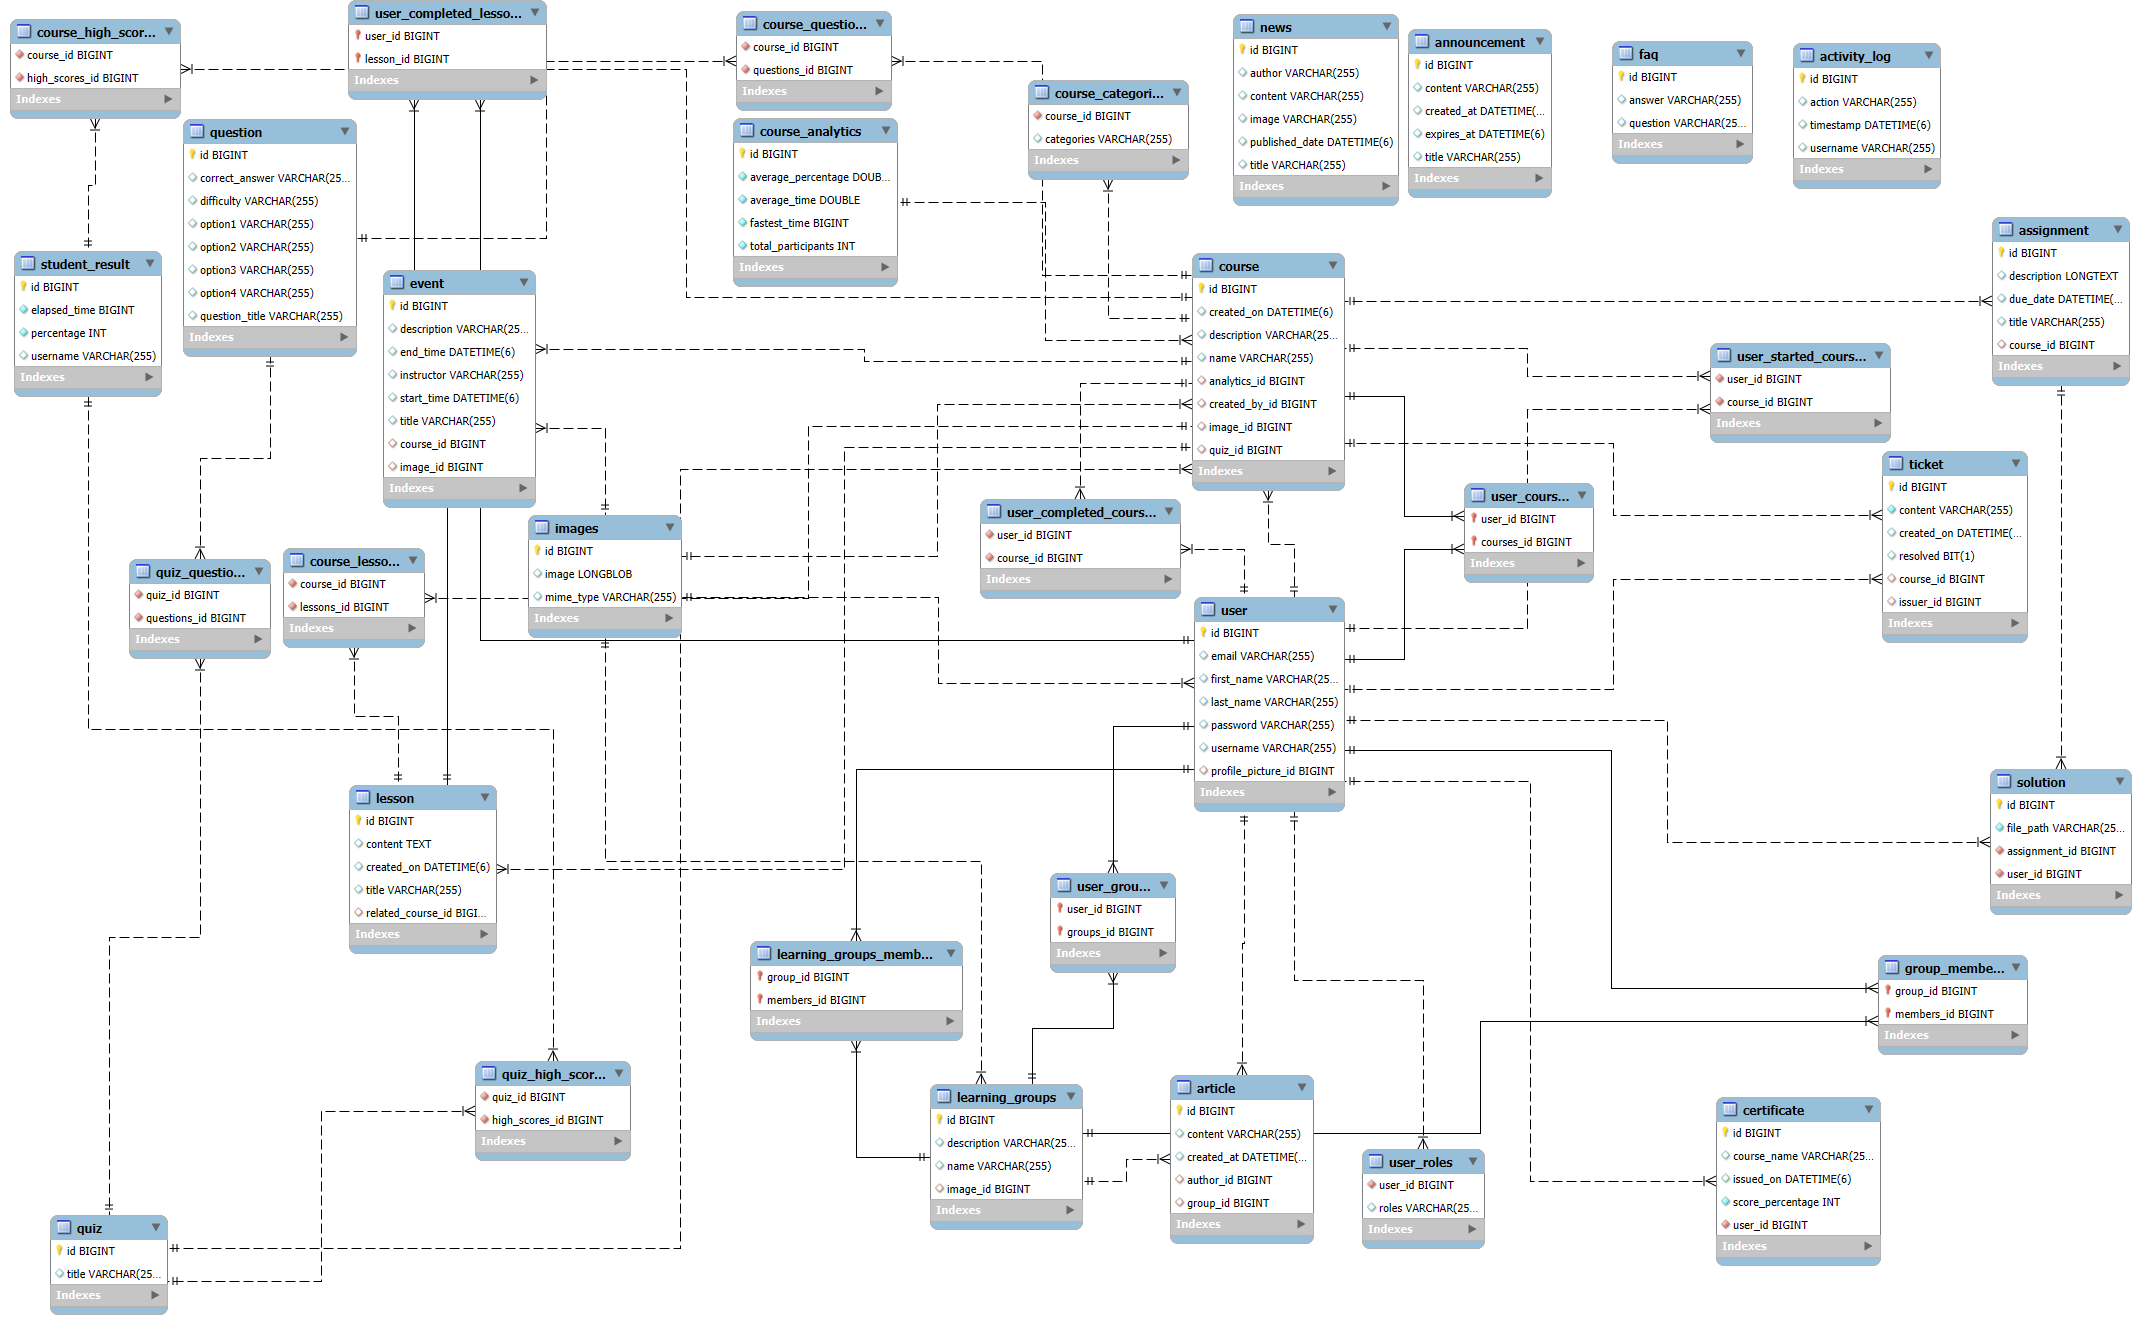 course_high_scor...
course_id BIGINT
high_scores_id BIGINT
Indexes
user_completed_lesso...
user_id BIGINT
lesson_id BIGINT
Indexes
course_questio...
course_id BIGINT
questions_id BIGINT
Indexes
course_categori...
course_id BIGINT
categories VARCHAR(255)
Indexes
news
id BIGINT
author VARCHAR(255)
content VARCHAR(255)
image VARCHAR(255)
published_date DATETIME(6)
title VARCHAR(255)
Indexes
announcement
id BIGINT
content VARCHAR(255)
created_at DATETIME(...
expires_at DATETIME(6)
title VARCHAR(255)
Indexes
faq
id BIGINT
answer VARCHAR(255)
question VARCHAR(25...
Indexes
activity_log
id BIGINT
action VARCHAR(255)
timestamp DATETIME(6)
username VARCHAR(255)
Indexes
question
id BIGINT
correct_answer VARCHAR(25...
difficulty VARCHAR(255)
option1 VARCHAR(255)
option2 VARCHAR(255)
option3 VARCHAR(255)
option4 VARCHAR(255)
question_title VARCHAR(255)
Indexes
course_analytics
id BIGINT
average_percentage DOUB...
average_time DOUBLE
fastest_time BIGINT
total_participants INT
Indexes
student_result
id BIGINT
elapsed_time BIGINT
percentage INT
username VARCHAR(255)
Indexes
event
id BIGINT
description VARCHAR(25...
end_time DATETIME(6)
instructor VARCHAR(255)
start_time DATETIME(6)
title VARCHAR(255)
course_id BIGINT
image_id BIGINT
Indexes
course
id BIGINT
created_on DATETIME(6)
description VARCHAR(25...
name VARCHAR(255)
analytics_id BIGINT
created_by_id BIGINT
image_id BIGINT
quiz_id BIGINT
Indexes
assignment
id BIGINT
description LONGTEXT
due_date DATETIME(...
title VARCHAR(255)
course_id BIGINT
Indexes
user_started_cours...
user_id BIGINT
course_id BIGINT
Indexes
ticket
id BIGINT
content VARCHAR(255)
created_on DATETIME(...
resolved BIT(1)
course_id BIGINT
issuer_id BIGINT
Indexes
user_cours...
user_id BIGINT
courses_id BIGINT
Indexes
user_completed_cours...
user_id BIGINT
course_id BIGINT
Indexes
images
id BIGINT
image LONGBLOB
mime_type VARCHAR(255)
Indexes
quiz_questio...
quiz_id BIGINT
questions_id BIGINT
Indexes
course_lesso...
course_id BIGINT
lessons_id BIGINT
Indexes
user
id BIGINT
email VARCHAR(255)
first_name VARCHAR(25...
last_name VARCHAR(255)
password VARCHAR(255)
username VARCHAR(255)
profile_picture_id BIGINT
Indexes
lesson
id BIGINT
content TEXT
created_on DATETIME(6)
title VARCHAR(255)
related_course_id BIGI...
Indexes
solution
id BIGINT
file_path VARCHAR(25...
assignment_id BIGINT
user_id BIGINT
Indexes
user_grou...
user_id BIGINT
groups_id BIGINT
Indexes
learning_groups_memb...
group_id BIGINT
members_id BIGINT
Indexes
group_membe...
group_id BIGINT
members_id BIGINT
Indexes
quiz_high_scor...
quiz_id BIGINT
high_scores_id BIGINT
Indexes
learning_groups
id BIGINT
description VARCHAR(25...
name VARCHAR(255)
image_id BIGINT
Indexes
article
id BIGINT
content VARCHAR(255)
created_at DATETIME(...
author_id BIGINT
group_id BIGINT
Indexes
user_roles
user_id BIGINT
roles VARCHAR(25...
Indexes
certificate
id BIGINT
course_name VARCHAR(25...
issued_on DATETIME(6)
score_percentage INT
user_id BIGINT
Indexes
quiz
id BIGINT
title VARCHAR(25...
Indexes